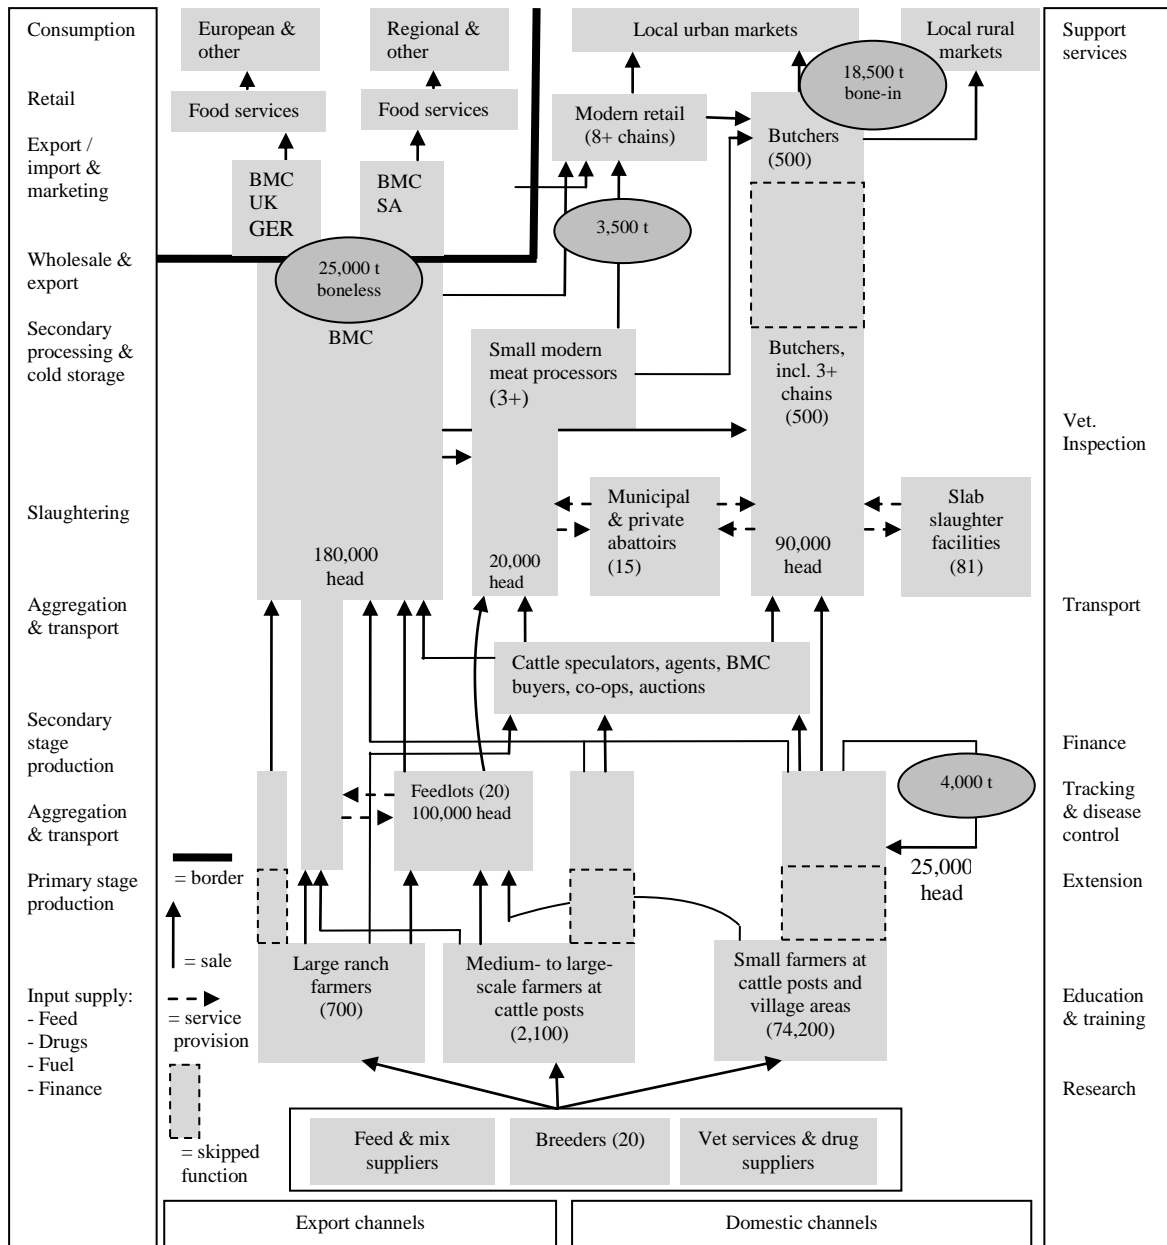 Consumption
Retail
Export /
import &
marketing
Wholesale &
export
Secondary
processing &
cold storage
Slaughtering
Aggregation
& transport
Secondary
stage
production
Aggregation
& transport
= border
Primary stage
production
= sale
Input supply:
- Feed
- Drugs
- Fuel
- Finance
= service
provision
= skipped
function
European &
other
Regional &
other
Local urban markets
Local rural
markets
18,500 t
bone-in
Food services
Food services
Modern retail
(8+ chains)
Butchers
(500)
BMC
UK
GER
BMC
SA
3,500 t
25,000 t
boneless
BMC
Small modern
meat processors
(3+)
Butchers,
incl. 3+
chains
(500)
Municipal
& private
abattoirs
(15)
Slab
slaughter
facilities
(81)
180,000
head
20,000
head
90,000
head
Cattle speculators, agents, BMC
buyers, co-ops, auctions
Feedlots (20)
100,000 head
4,000 t
25,000
head
Large ranch
farmers
(700)
Medium- to large-
scale farmers at
cattle posts
(2,100)
Small farmers at
cattle posts and
village areas
(74,200)
Feed & mix
suppliers
Breeders (20)
Vet services & drug
suppliers
Export channels
Domestic channels
Support
services
Vet.
Inspection
Transport
Finance
Tracking
& disease
control
Extension
Education
& training
Research